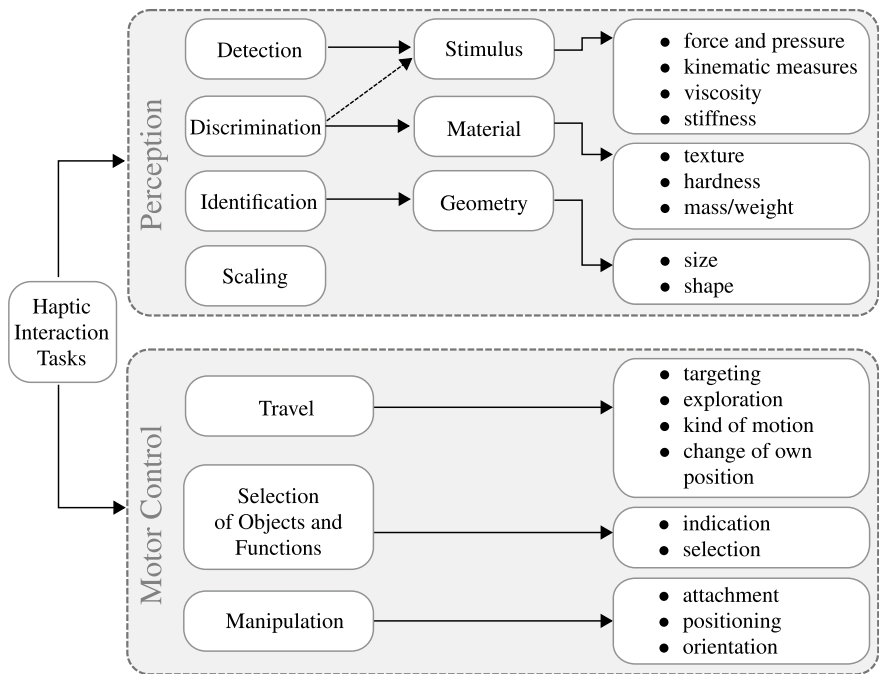 Haptic
Interaction
Tasks
Perception
Detection
Discrimination
Identification
Scaling
Stimulus
Material
Geometry
● force and pressure
● kinematic measures
● viscosity
● stiffness
● texture
● hardness
● mass/weight
● size
● shape
Motor Control
Travel
Selection
of Objects and
Functions
Manipulation
● targeting
● exploration
● kind of motion
● change of own
position
● indication
● selection
● attachment
● positioning
● orientation